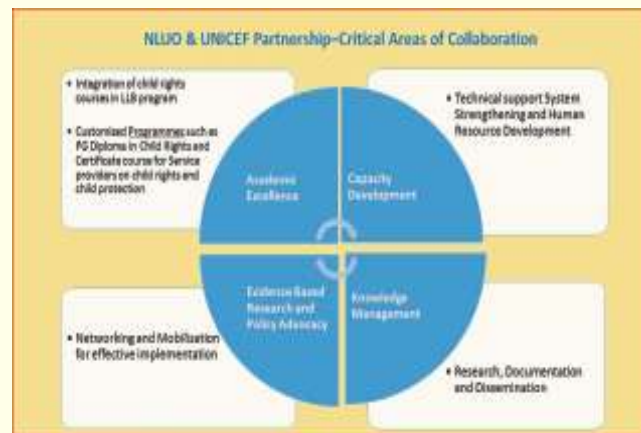 NLUO & UNICEF Partnership–Critical Areas of Collaboration
• Integration of child rights
courses in LLB program
• Customized Programmes such as
PG Diploma in Child Rights and
Certificate course for Service
providers on child rights and
child protection
Academic
Excellence
Capacity
Development
• Technical support System
Strengthening and Human
Resource Development
Evidence Based
Research and
Policy Advocacy
Knowledge
Management
• Networking and Mobilization
for effective implementation
• Research, Documentation
and Dissemination